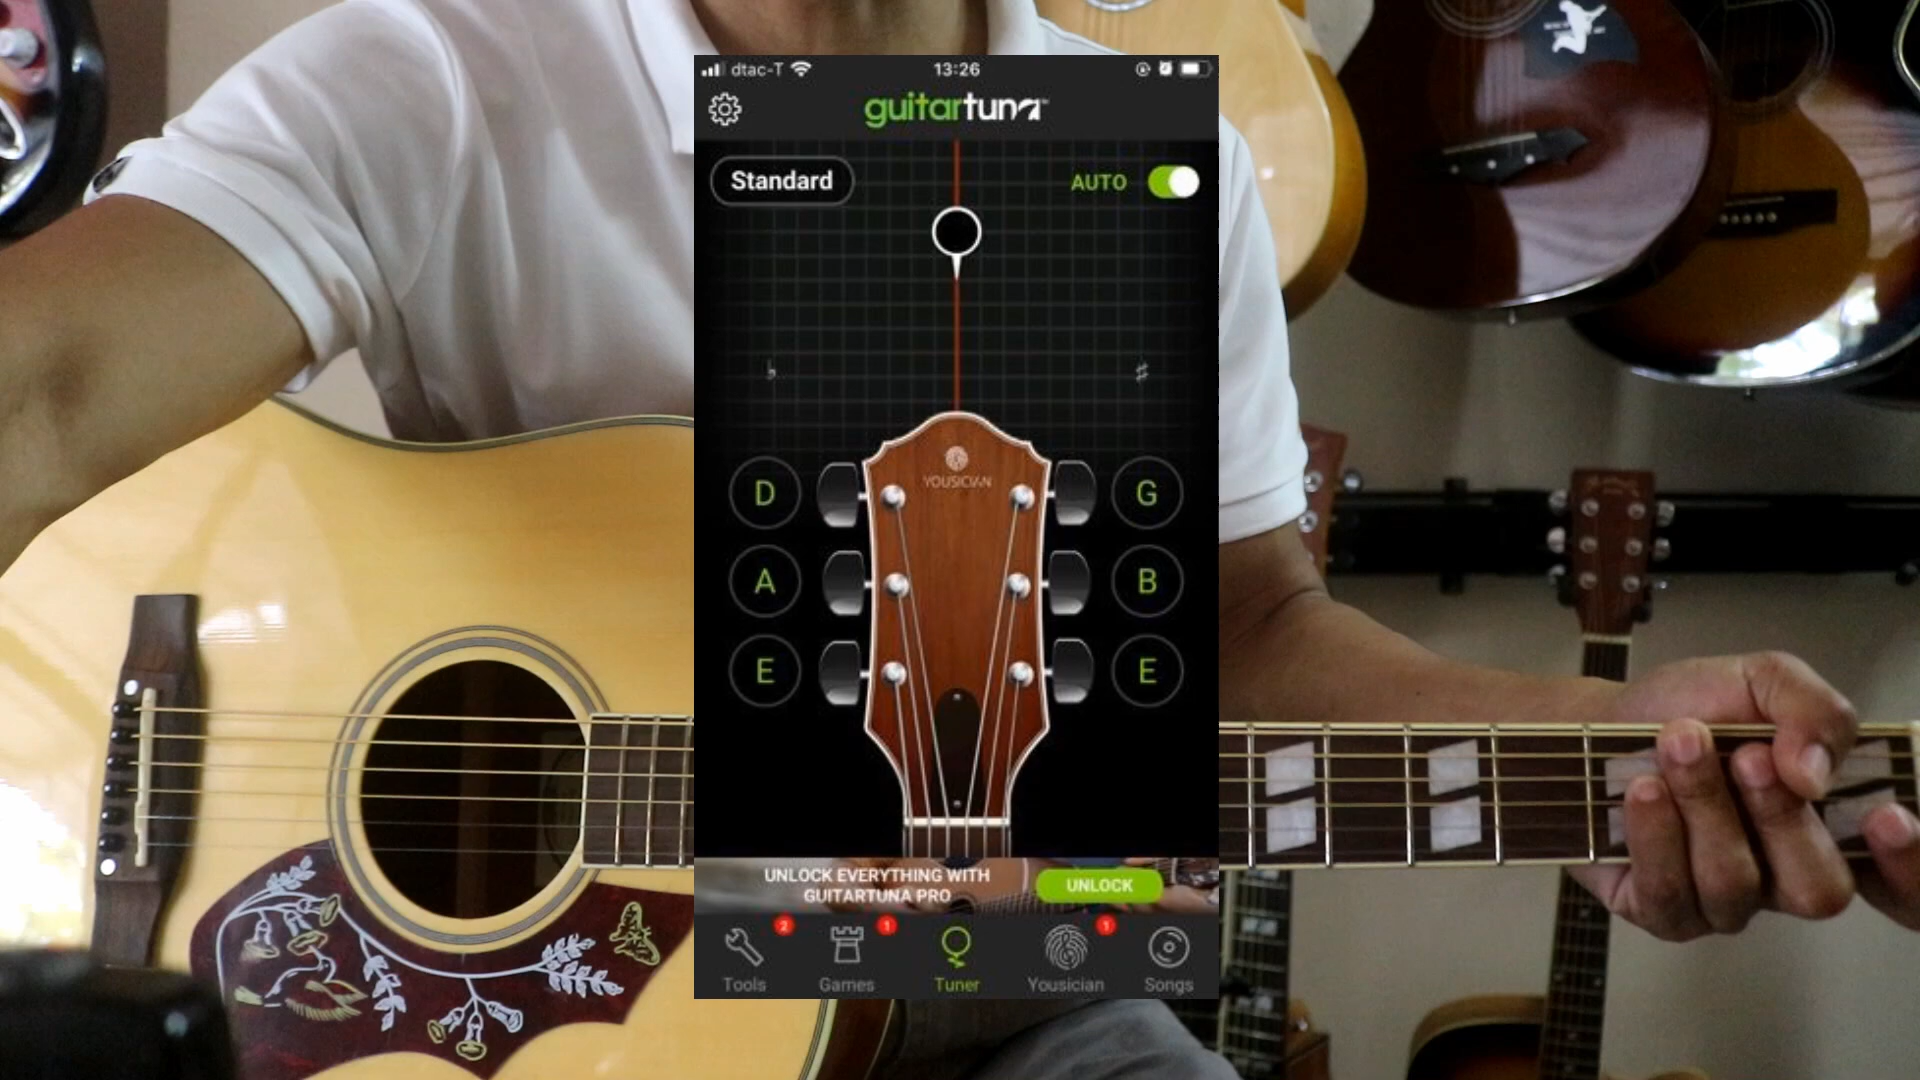 dtac-T
13:26
guitartuna
Standard
AUTO
♭
♯
YOUSICIAN
D
G
A
B
E
E
UNLOCK EVERYTHING WITH
GUITARTUNA PRO
UNLOCK
2
1
1
Tools
Games
Tuner
Yousician
Songs